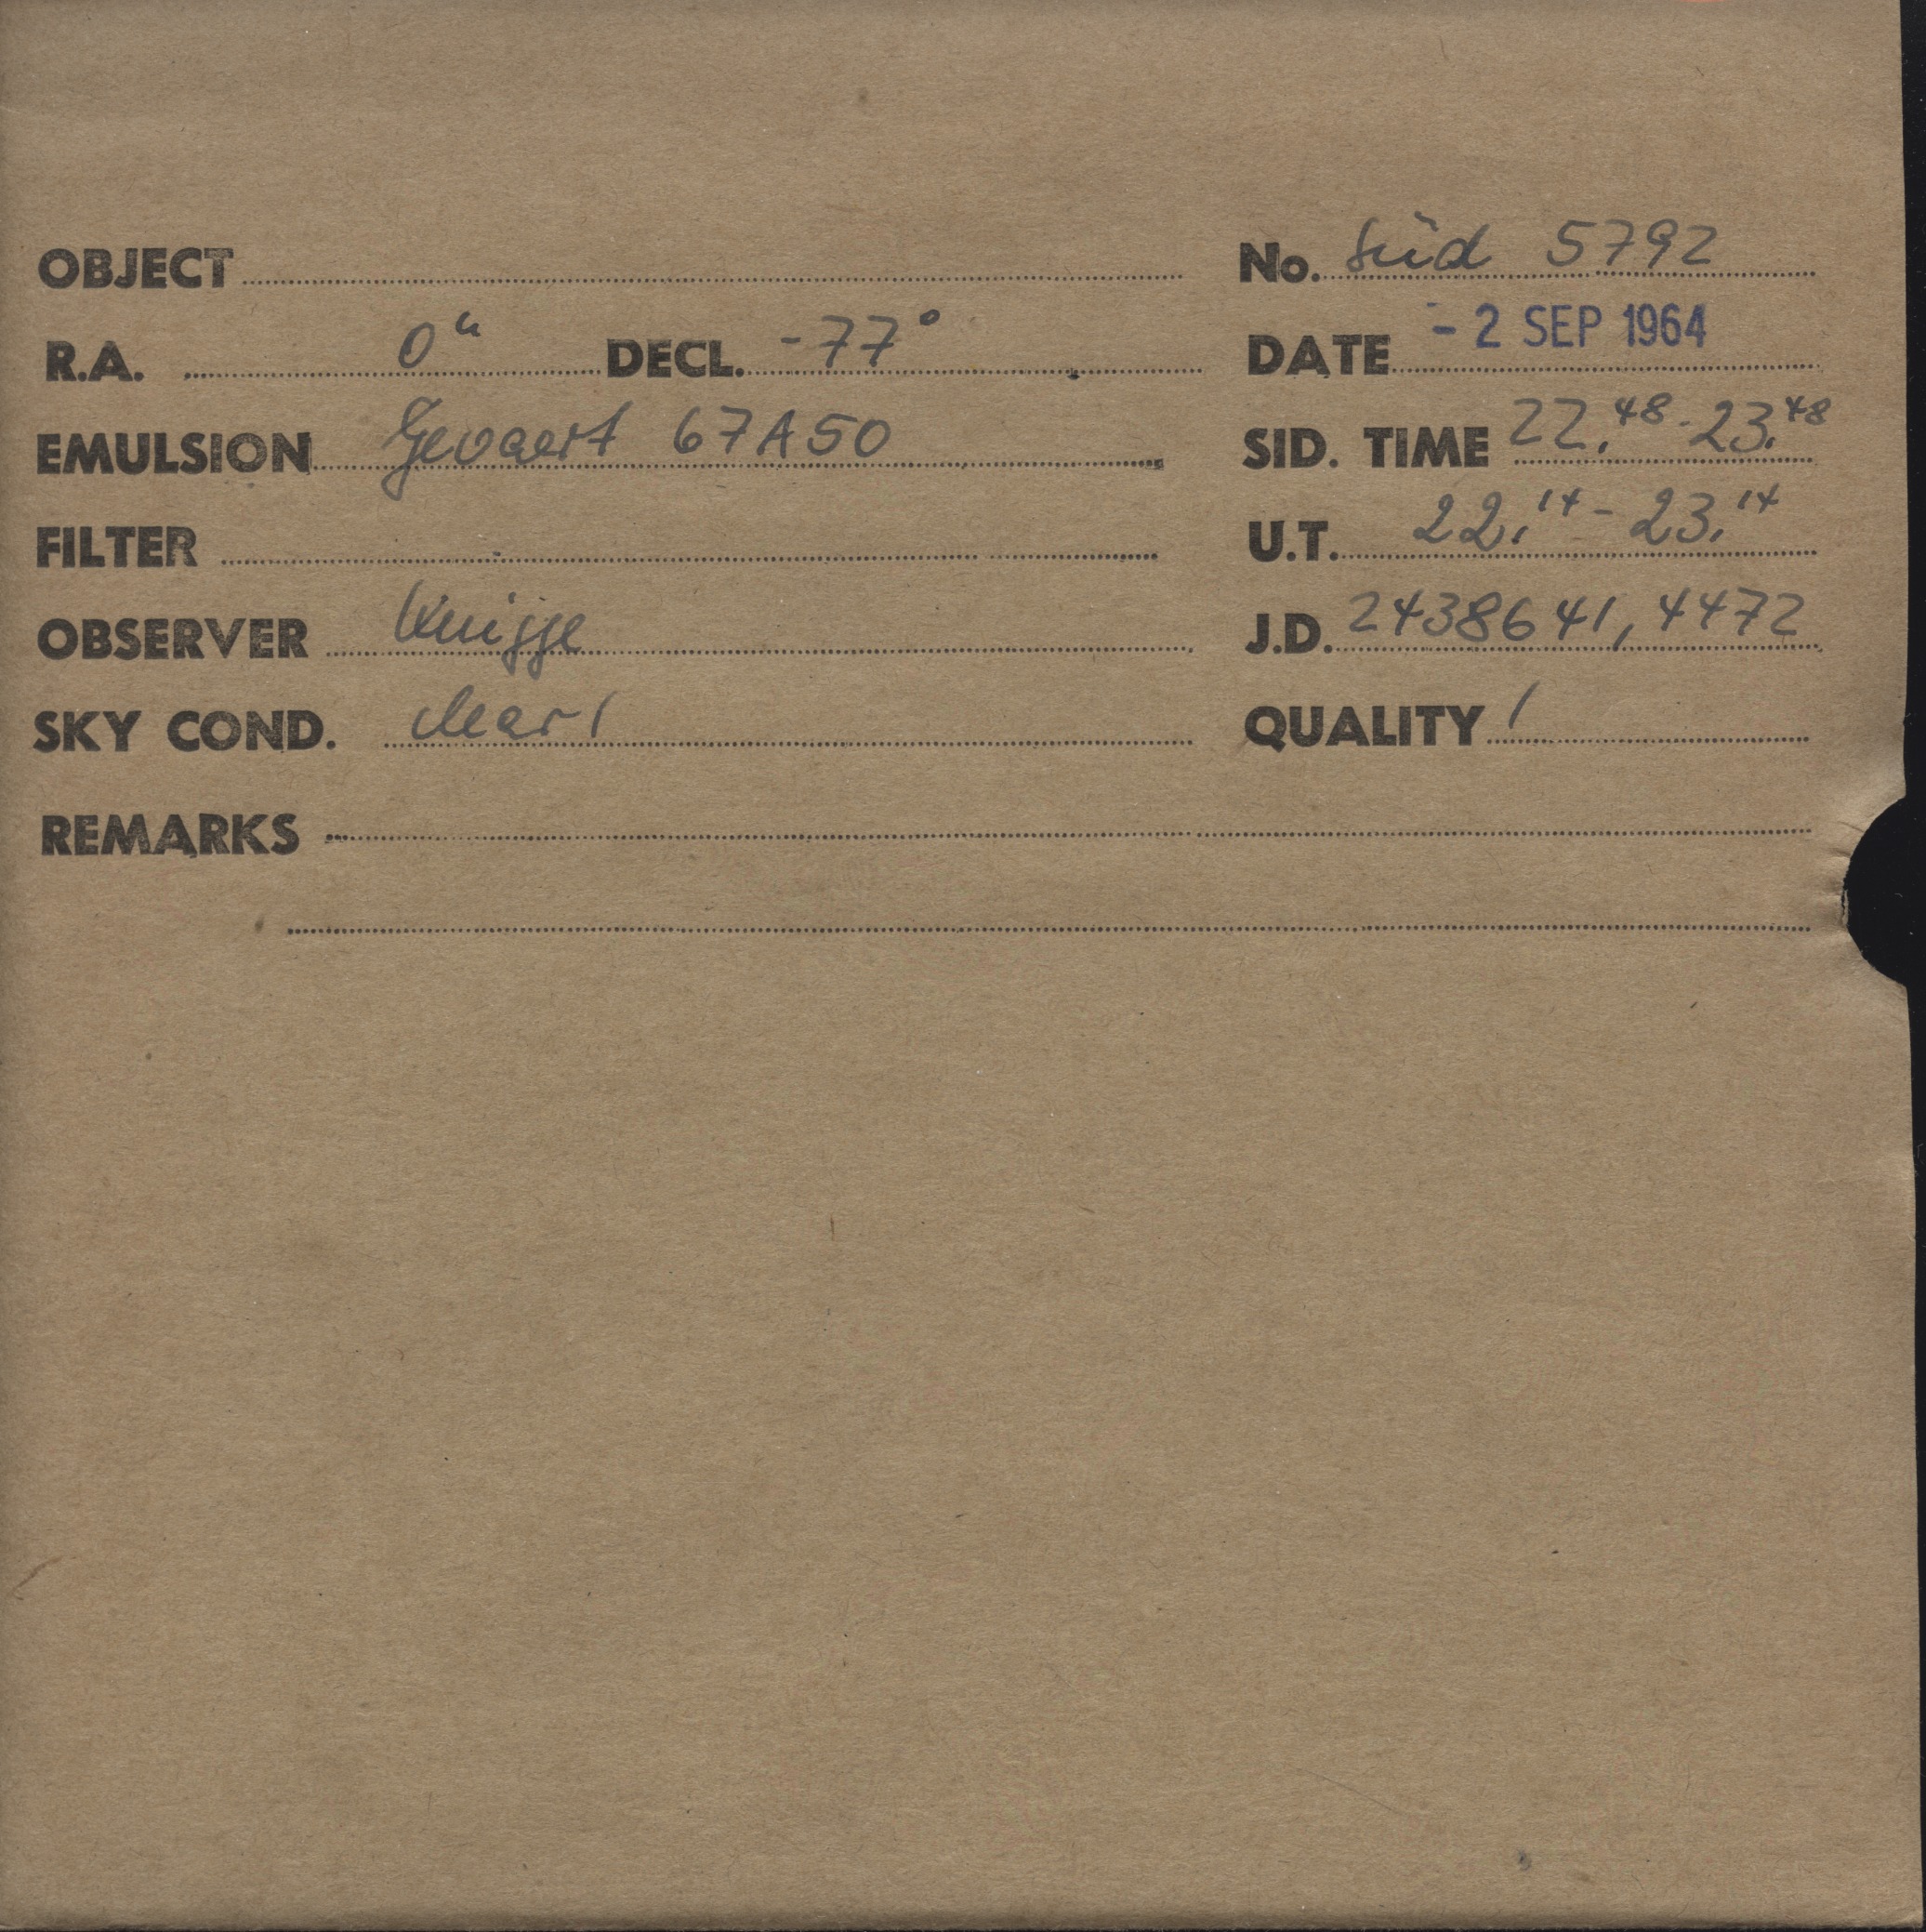 OBJECT No. Süd 5792
R.A. 0h DECL. -77° DATE - 2 SEP 1964
EMULSION Gevaert 67A50 SID. TIME 22.48-23.48
FILTER U.T. 22.14-23.14
OBSERVER Knigge J.D. 2438641,4472
SKY COND. clear 1 QUALITY 1
REMARKS